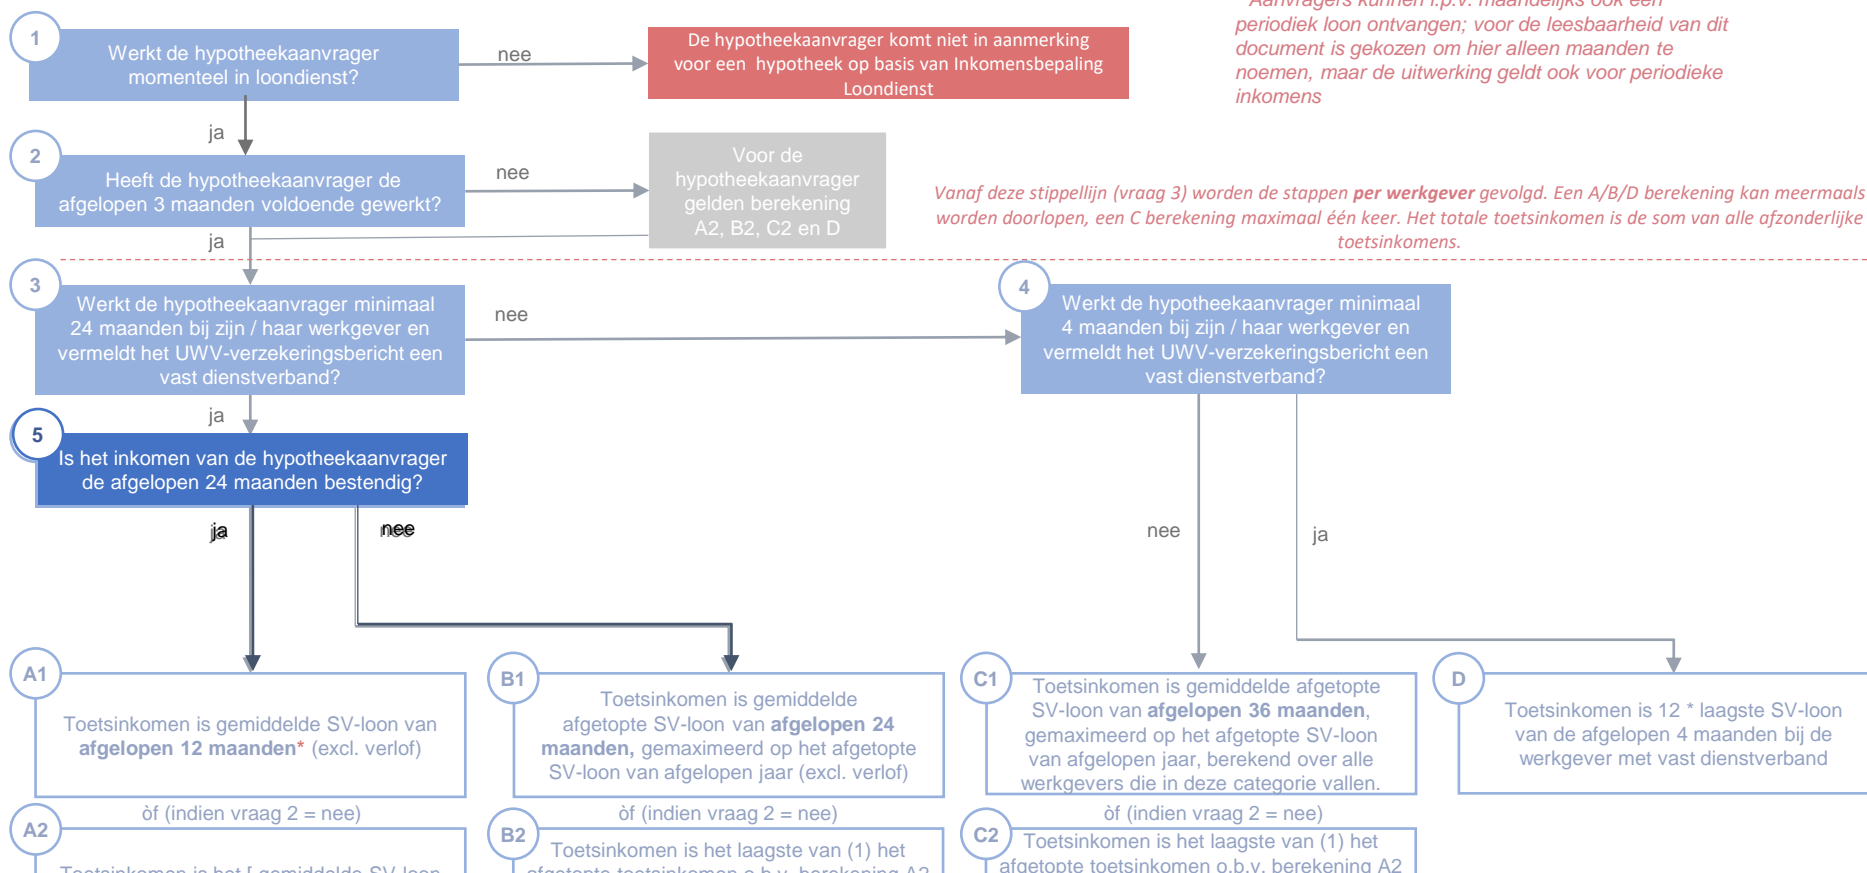 * Aanvragers kunnen i.p.v. maandelijks ook een
periodiek loon ontvangen; voor de leesbaarheid van dit
document is gekozen om hier alleen maanden te
noemen, maar de uitwerking geldt ook voor periodieke
inkomens
1
Werkt de hypotheekaanvrager
momenteel in loondienst?
nee
De hypotheekaanvrager komt niet in aanmerking
voor een hypotheek op basis van Inkomensbepaling
Loondienst
ja
2
Heeft de hypotheekaanvrager de
afgelopen 3 maanden voldoende gewerkt?
nee
Voor de
hypotheekaanvrager
gelden berekening
A2, B2, C2 en D
ja
Vanaf deze stippellijn (vraag 3) worden de stappen per werkgever gevolgd. Een A/B/D berekening kan meermaals
worden doorlopen, een C berekening maximaal één keer. Het totale toetsinkomen is de som van alle afzonderlijke
toetsinkomens.
3
Werkt de hypotheekaanvrager minimaal
24 maanden bij zijn / haar werkgever en
vermeldt het UWV-verzekeringsbericht een
vast dienstverband?
nee
4
Werkt de hypotheekaanvrager minimaal
4 maanden bij zijn / haar werkgever en
vermeldt het UWV-verzekeringsbericht een
vast dienstverband?
ja
5
Is het inkomen van de hypotheekaanvrager
de afgelopen 24 maanden bestendig?
ja
nee
nee
ja
A1
Toetsinkomen is gemiddelde SV-loon van
afgelopen 12 maanden* (excl. verlof)
B1
Toetsinkomen is gemiddelde
afgetopte SV-loon van afgelopen 24
maanden, gemaximeerd op het afgetopte
SV-loon van afgelopen jaar (excl. verlof)
C1
Toetsinkomen is gemiddelde afgetopte
SV-loon van afgelopen 36 maanden,
gemaximeerd op het afgetopte SV-loon
van afgelopen jaar, berekend over alle
werkgevers die in deze categorie vallen.
D
Toetsinkomen is 12 * laagste SV-loon
van de afgelopen 4 maanden bij de
werkgever met vast dienstverband
òf (indien vraag 2 = nee)
òf (indien vraag 2 = nee)
òf (indien vraag 2 = nee)
A2
Toetsinkomen is het [ gemiddelde SV-loon
B2
Toetsinkomen is het laagste van (1) het
afgetopte toetsinkomen o.b.v. berekening A2
C2
Toetsinkomen is het laagste van (1) het
afgetopte toetsinkomen o.b.v. berekening A2